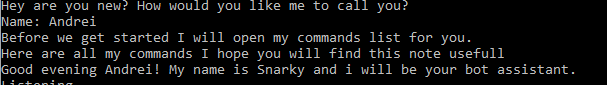 Hey are you new? How would you like me to call you?
Name: Andrei
Before we get started I will open my commands list for you.
Here are all my commands I hope you will find this note usefull
Good evening Andrei! My name is Snarky and i will be your bot assistant.
Listening